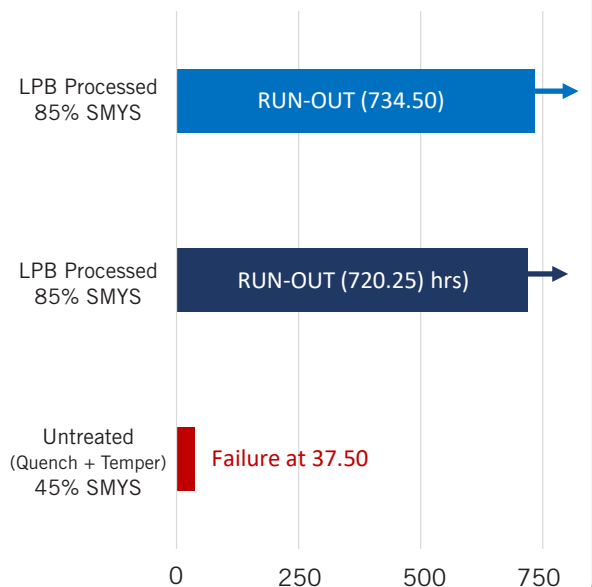 LPB Processed
85% SMYS
RUN-OUT (734.50)
LPB Processed
85% SMYS
RUN-OUT (720.25) hrs)
Untreated
(Quench + Temper)
45% SMYS
Failure at 37.50
0 250 500 750